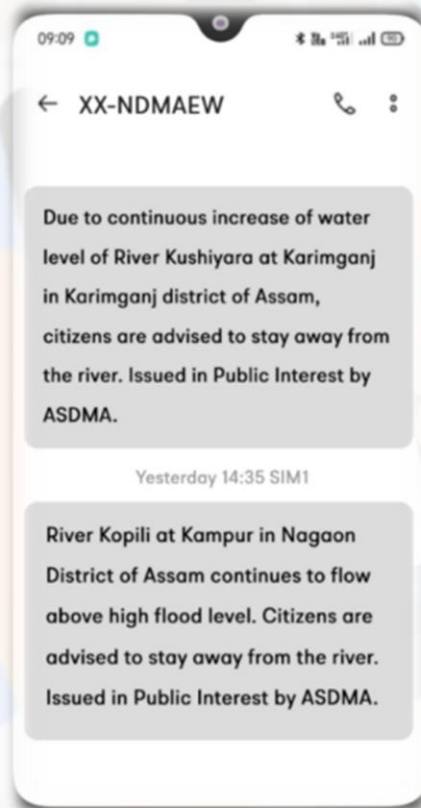 09:09
XX-NDMAEW
Due to continuous increase of water
level of River Kushiyara at Karimganj
in Karimganj district of Assam,
citizens are advised to stay away from
the river. Issued in Public Interest by
ASDMA.
Yesterday 14:35 SIM1
River Kopili at Kampur in Nagaon
District of Assam continues to flow
above high flood level. Citizens are
advised to stay away from the river.
Issued in Public Interest by ASDMA.